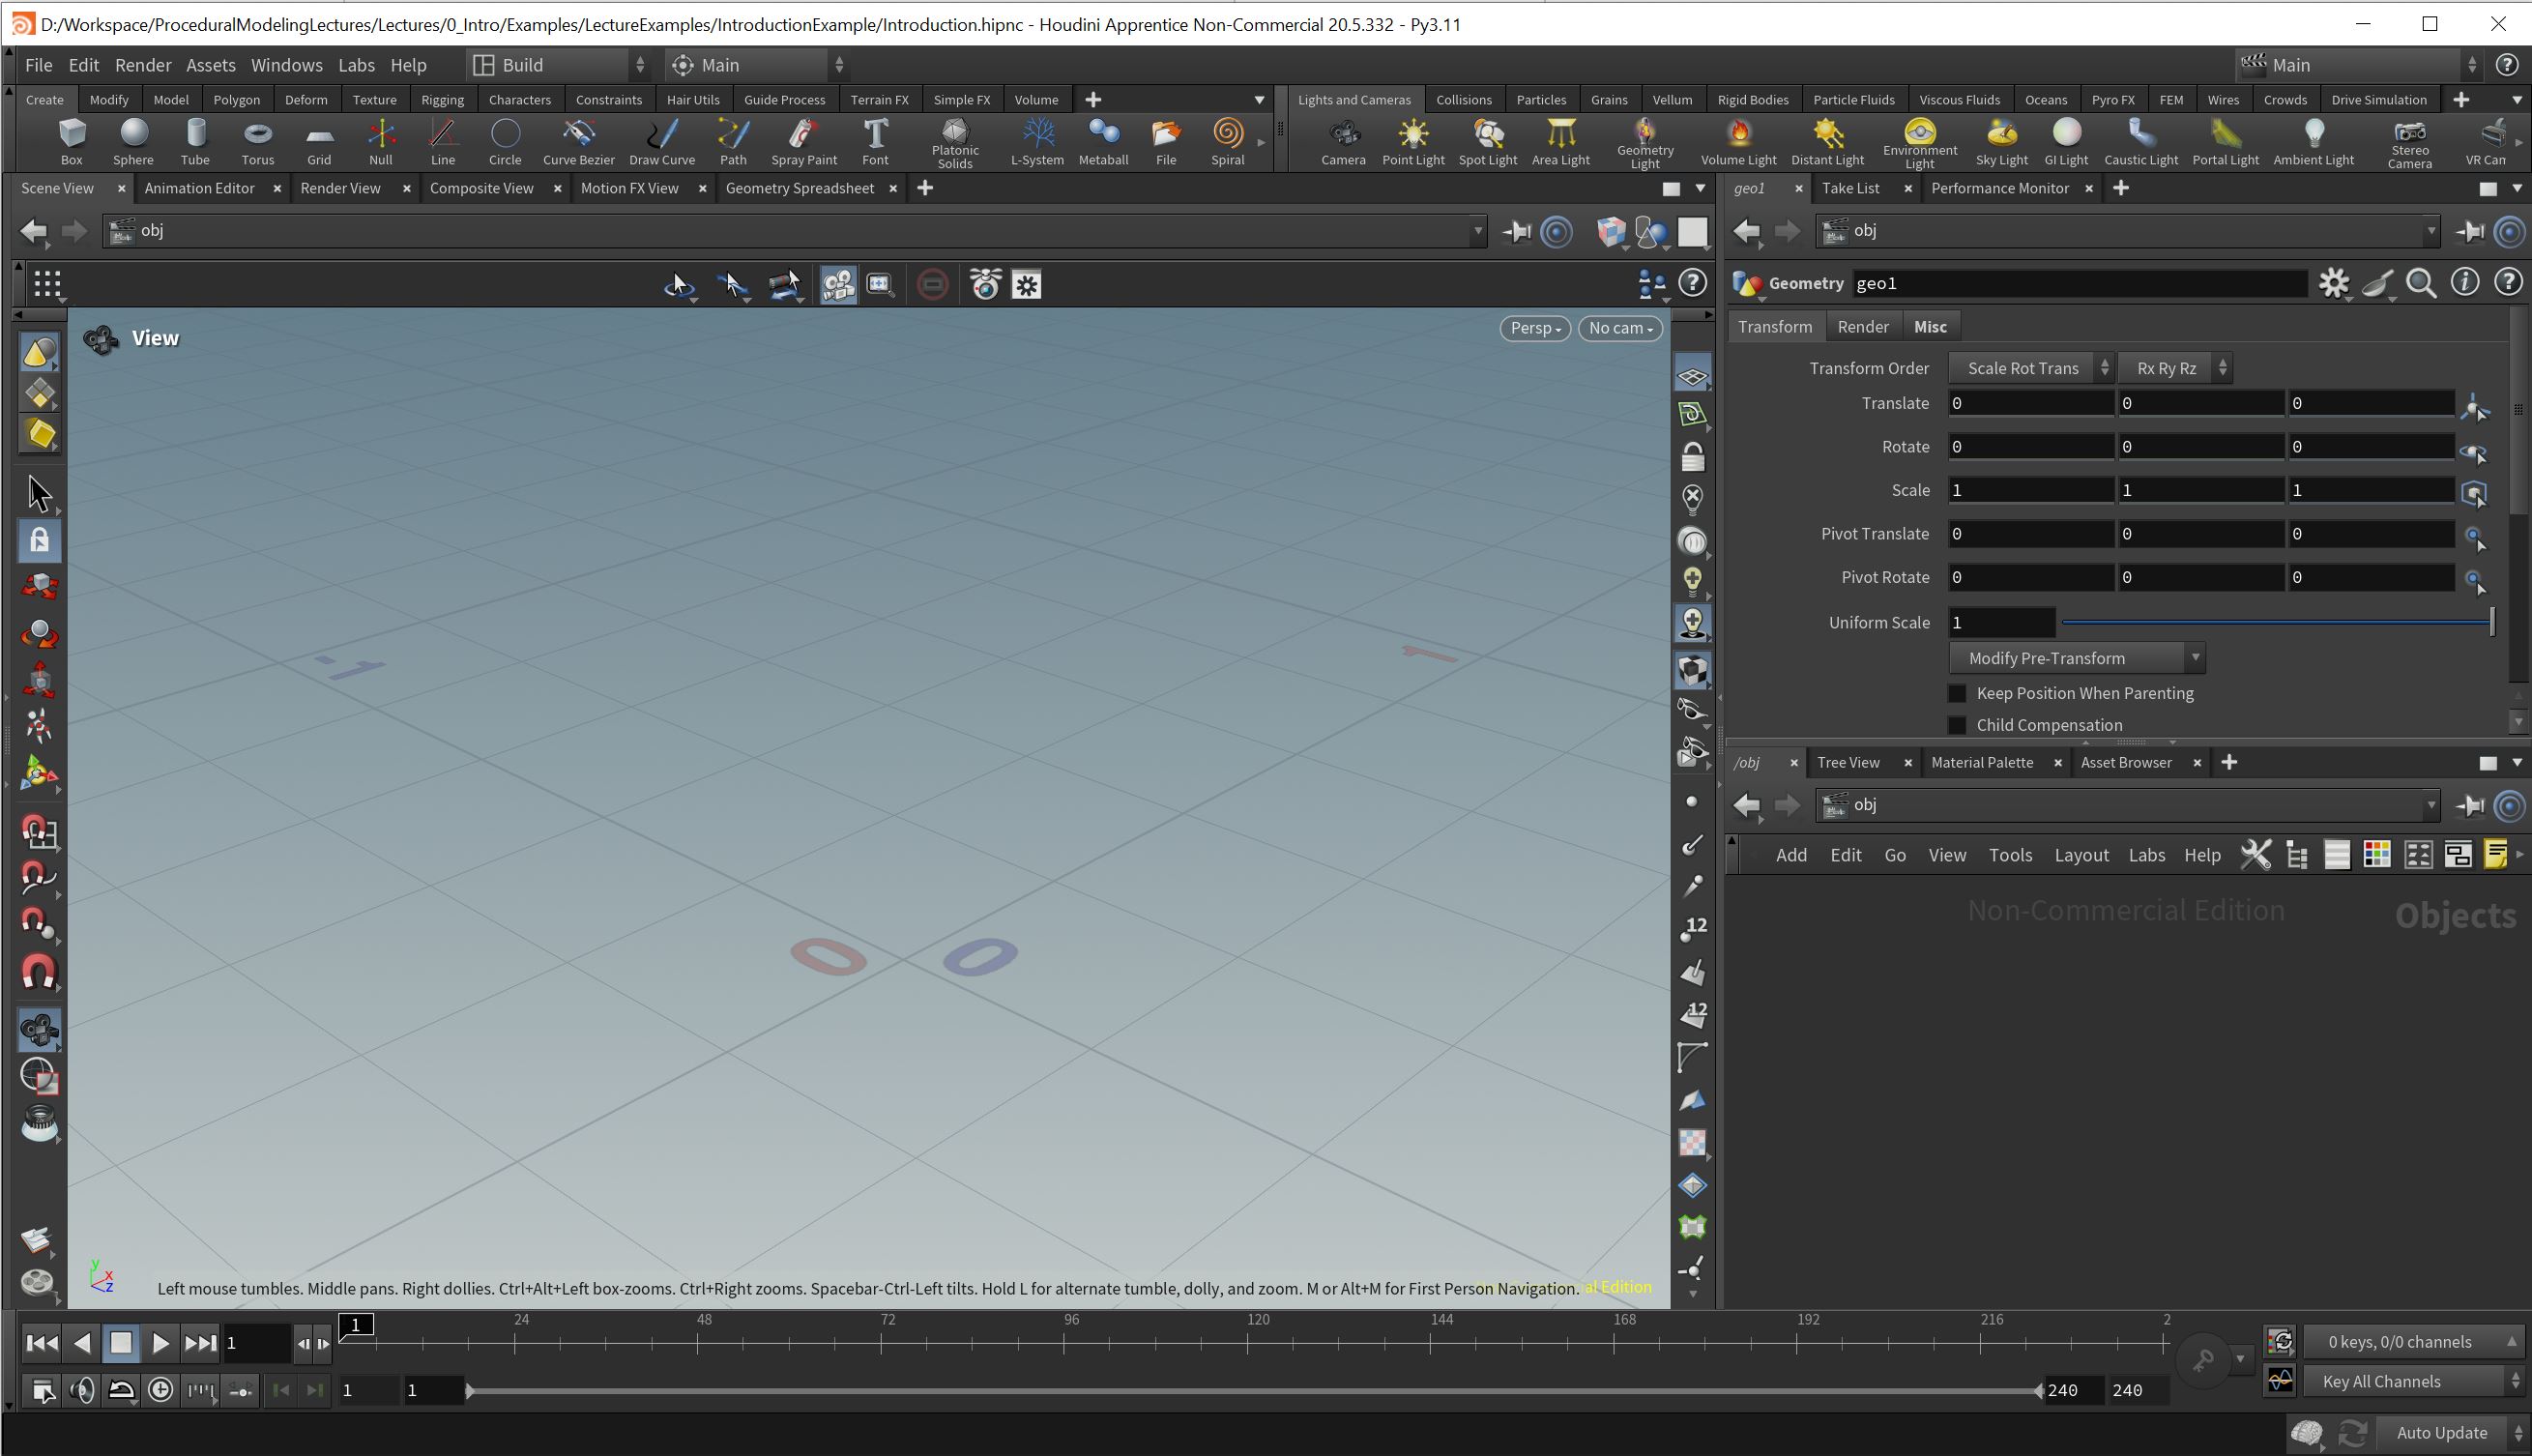 D:/Workspace/ProceduralModelingLectures/Lectures/0_Intro/Examples/LectureExamples/IntroductionExample/Introduction.hipnc - Houdini Apprentice Non-Commercial 20.5.332 - Py3.11
File Edit Render Assets Windows Labs Help Build Main Main
Create Modify Model Polygon Deform Texture Rigging Characters Constraints Hair Utils Guide Process Terrain FX Simple FX Volume
Lights and Cameras Collisions Particles Grains Vellum Rigid Bodies Particle Fluids Viscous Fluids Oceans Pyro FX FEM Wires Crowds Drive Simulation
Box Sphere Tube Torus Grid Null Line Circle Curve Bezier Draw Curve Path Spray Paint Font Platonic Solids L-System Metaball File Spiral
Camera Point Light Spot Light Area Light Geometry Light Volume Light Distant Light Environment Light Sky Light GI Light Caustic Light Portal Light Ambient Light Stereo Camera VR Cam
Scene View Animation Editor Render View Composite View Motion FX View Geometry Spreadsheet
geo1 Take List Performance Monitor
obj
obj
Geometry geo1
View
Persp No cam
Transform Render Misc
Transform Order Scale Rot Trans Rx Ry Rz
Translate 0 0 0
Rotate 0 0 0
Scale 1 1 1
Pivot Translate 0 0 0
Pivot Rotate 0 0 0
Uniform Scale 1
Modify Pre-Transform
Keep Position When Parenting
Child Compensation
-1 1
0 0
12
12
/obj Tree View Material Palette Asset Browser
obj
Add Edit Go View Tools Layout Labs Help
Non-Commercial Edition Objects
y x z
Left mouse tumbles. Middle pans. Right dollies. Ctrl+Alt+Left box-zooms. Ctrl+Right zooms. Spacebar-Ctrl-Left tilts. Hold L for alternate tumble, dolly, and zoom. M or Alt+M for First Person Navigation. al Edition
1 1 24 48 72 96 120 144 168 192 216 2
0 keys, 0/0 channels
1 1 240 240
Key All Channels
Auto Update